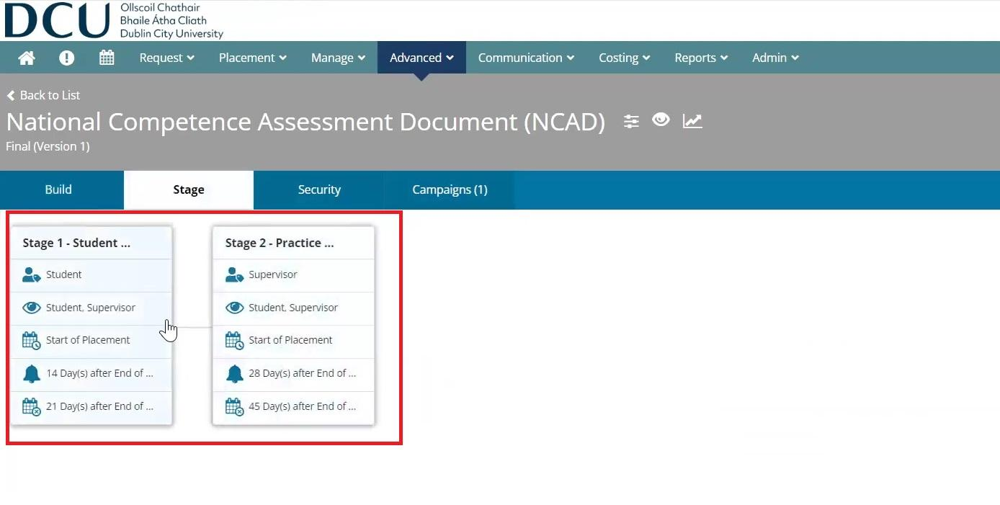 DCU
Ollscoil Chathair
Bhaile Átha Cliath
Dublin City University
Request Placement Manage Advanced Communication Costing Reports Admin
Back to List
National Competence Assessment Document (NCAD)
Final (Version 1)
Build Stage Security Campaigns (1)
Stage 1 - Student ...
Student
Student, Supervisor
Start of Placement
14 Day(s) after End of ...
21 Day(s) after End of ...
Stage 2 - Practice ...
Supervisor
Student, Supervisor
Start of Placement
28 Day(s) after End of ...
45 Day(s) after End of ...